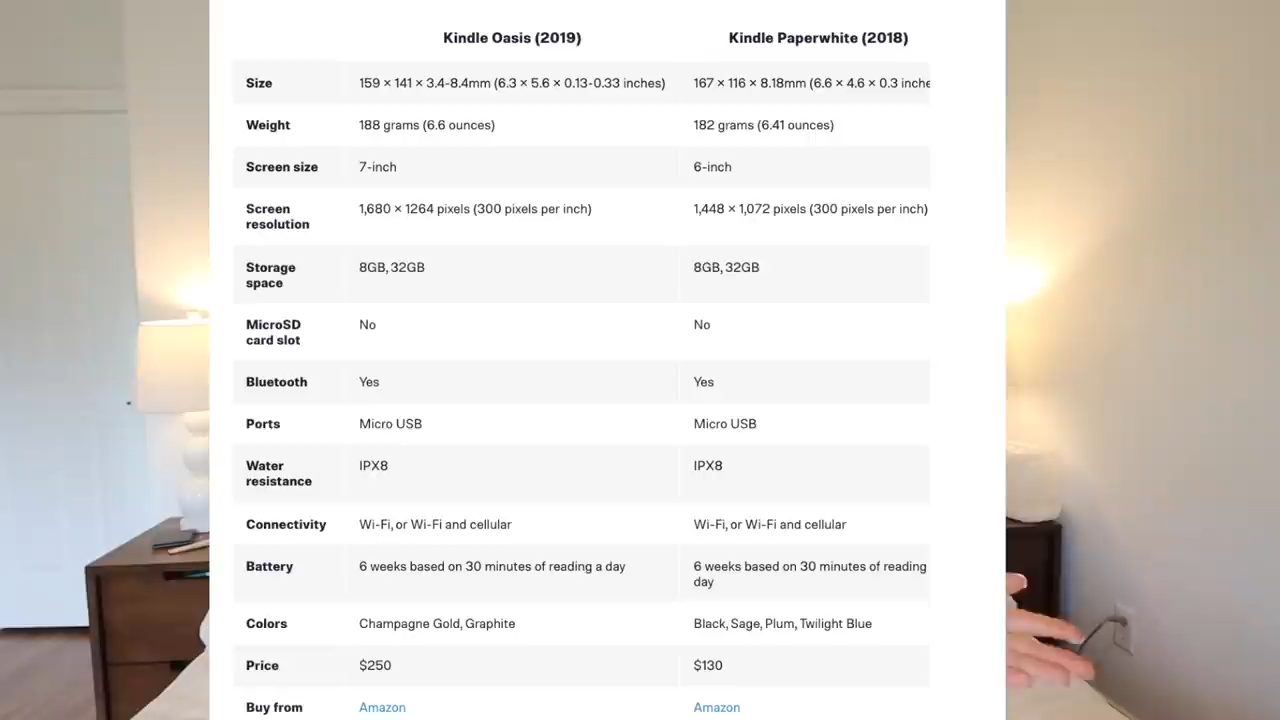 Kindle Oasis (2019) Kindle Paperwhite (2018)
Size 159 × 141 × 3.4-8.4mm (6.3 × 5.6 × 0.13-0.33 inches) 167 × 116 × 8.18mm (6.6 × 4.6 × 0.3 inche
Weight 188 grams (6.6 ounces) 182 grams (6.41 ounces)
Screen size 7-inch 6-inch
Screen resolution 1,680 × 1264 pixels (300 pixels per inch) 1,448 × 1,072 pixels (300 pixels per inch)
Storage space 8GB, 32GB 8GB, 32GB
MicroSD card slot No No
Bluetooth Yes Yes
Ports Micro USB Micro USB
Water resistance IPX8 IPX8
Connectivity Wi-Fi, or Wi-Fi and cellular Wi-Fi, or Wi-Fi and cellular
Battery 6 weeks based on 30 minutes of reading a day 6 weeks based on 30 minutes of reading day
Colors Champagne Gold, Graphite Black, Sage, Plum, Twilight Blue
Price $250 $130
Buy from Amazon Amazon